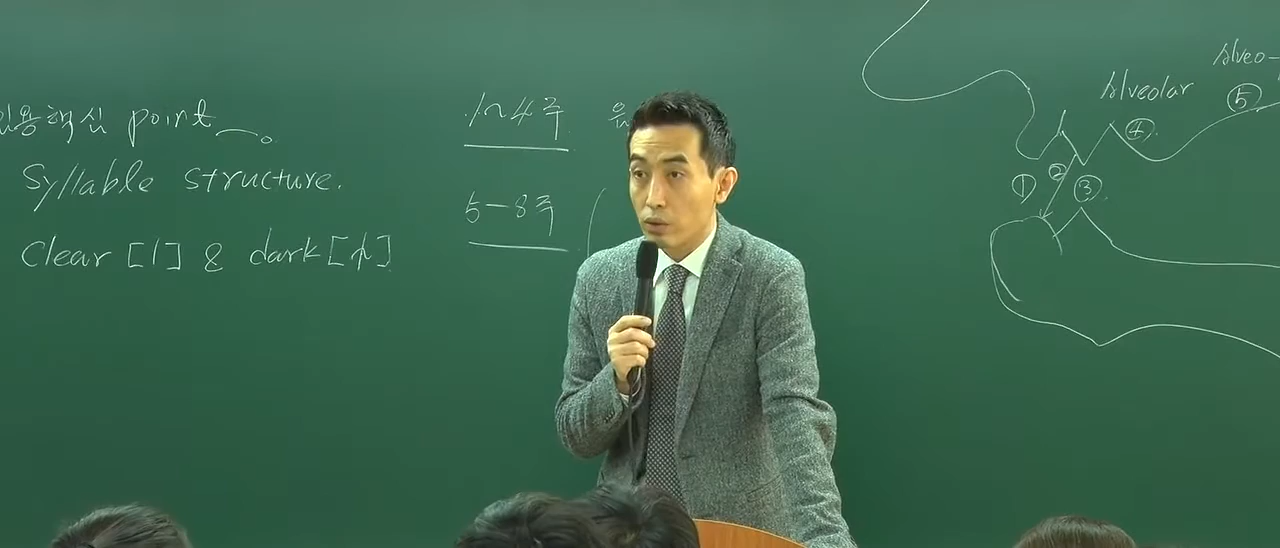 임용핵심 point
Syllable structure.
Clear [l] & dark [ɫ]
1~4주
5-8주
Alveolar
Alveo-
①
②
③
④
⑤